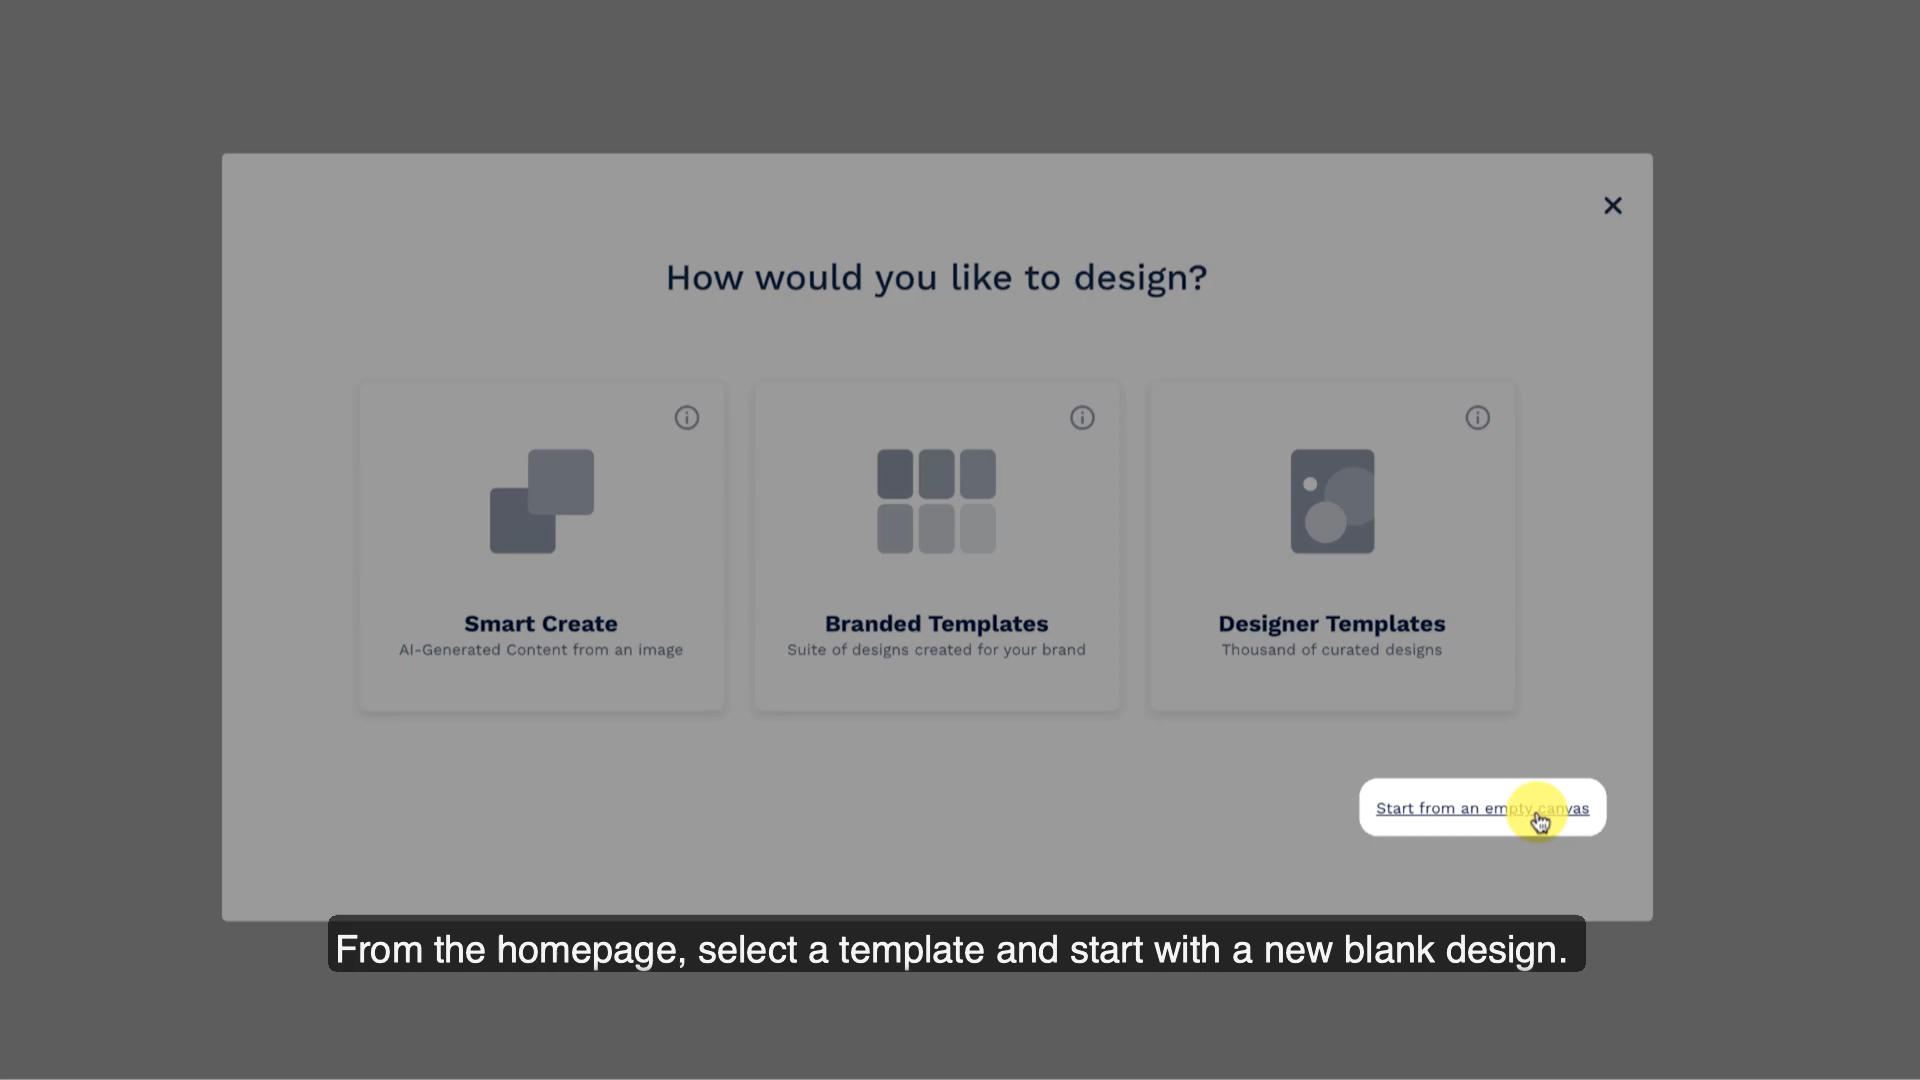 How would you like to design?
Smart Create
AI-Generated Content from an image
Branded Templates
Suite of designs created for your brand
Designer Templates
Thousand of curated designs
Start from an empty canvas
From the homepage, select a template and start with a new blank design.